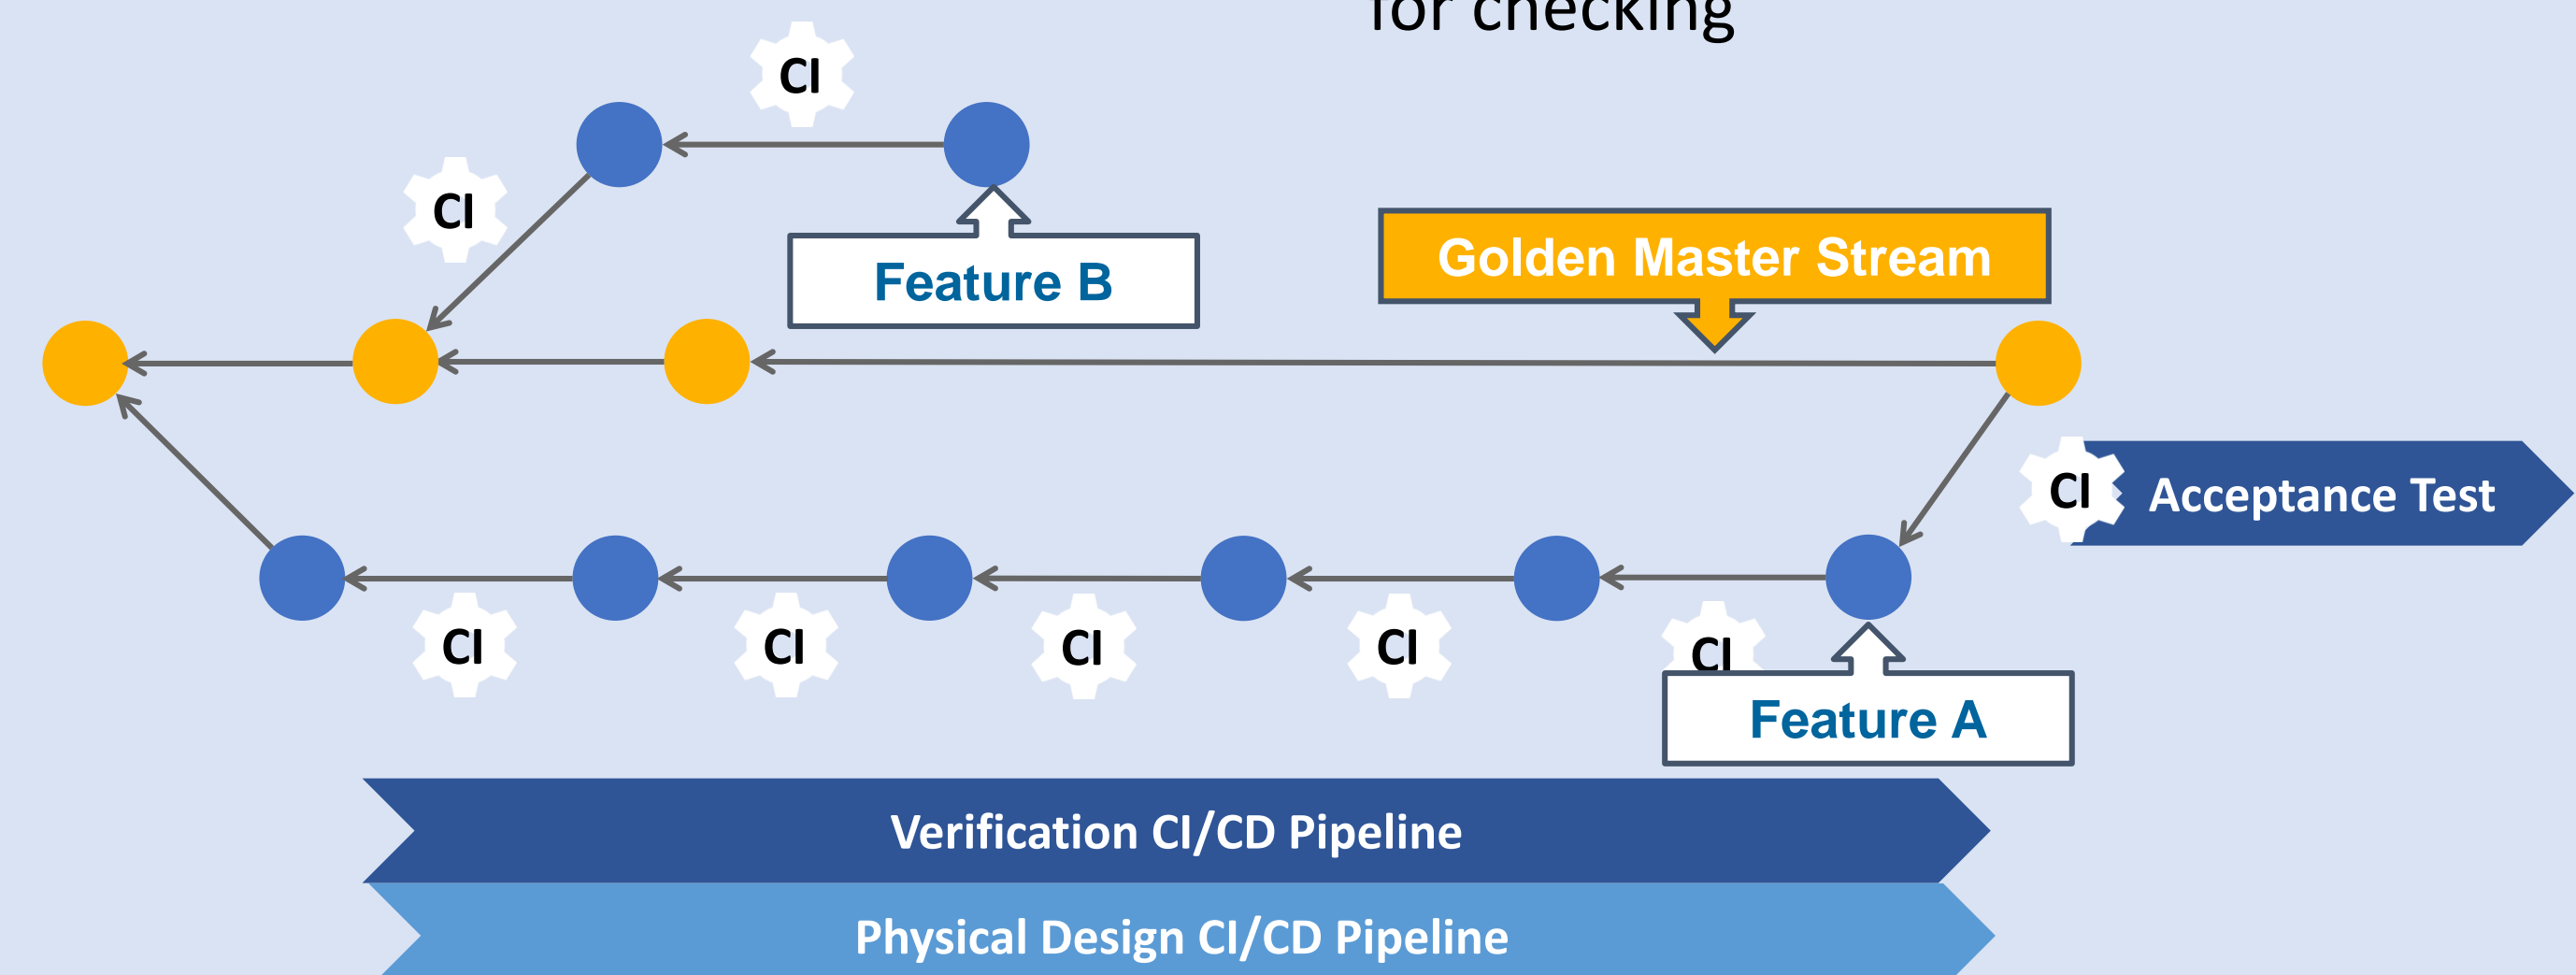 for checking
CI
CI
Feature B
Golden Master Stream
CI
Acceptance Test
CI
CI
CI
CI
CI
Feature A
Verification CI/CD Pipeline
Physical Design CI/CD Pipeline